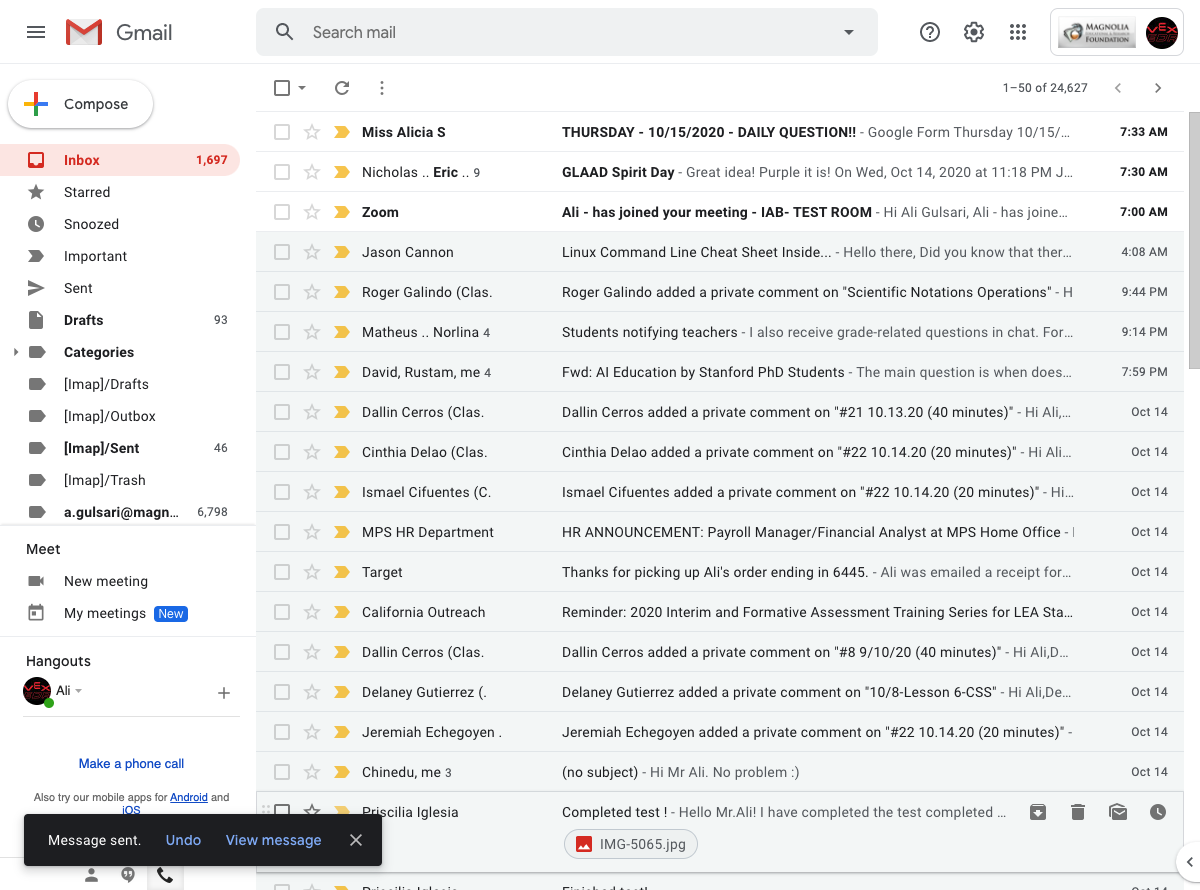 Gmail
Search mail
MAGNOLIA
FOUNDATION
Compose
1–50 of 24,627
Inbox 1,697
Starred
Snoozed
Important
Sent
Drafts 93
Categories
[Imap]/Drafts
[Imap]/Outbox
[Imap]/Sent 46
[Imap]/Trash
a.gulsari@magn... 6,798
Meet
New meeting
My meetings New
Hangouts
Ali
Make a phone call
Also try our mobile apps for Android and
iOS
Message sent. Undo View message
Miss Alicia S THURSDAY - 10/15/2020 - DAILY QUESTION!! - Google Form Thursday 10/15/... 7:33 AM
Nicholas .. Eric .. 9 GLAAD Spirit Day - Great idea! Purple it is! On Wed, Oct 14, 2020 at 11:18 PM J... 7:30 AM
Zoom Ali - has joined your meeting - IAB- TEST ROOM - Hi Ali Gulsari, Ali - has joine... 7:00 AM
Jason Cannon Linux Command Line Cheat Sheet Inside... - Hello there, Did you know that ther... 4:08 AM
Roger Galindo (Clas. Roger Galindo added a private comment on "Scientific Notations Operations" - H 9:44 PM
Matheus .. Norlina 4 Students notifying teachers - I also receive grade-related questions in chat. For... 9:14 PM
David, Rustam, me 4 Fwd: AI Education by Stanford PhD Students - The main question is when does... 7:59 PM
Dallin Cerros (Clas. Dallin Cerros added a private comment on "#21 10.13.20 (40 minutes)" - Hi Ali,... Oct 14
Cinthia Delao (Clas. Cinthia Delao added a private comment on "#22 10.14.20 (20 minutes)" - Hi Ali... Oct 14
Ismael Cifuentes (C. Ismael Cifuentes added a private comment on "#22 10.14.20 (20 minutes)" - Hi... Oct 14
MPS HR Department HR ANNOUNCEMENT: Payroll Manager/Financial Analyst at MPS Home Office - Oct 14
Target Thanks for picking up Ali's order ending in 6445. - Ali was emailed a receipt for... Oct 14
California Outreach Reminder: 2020 Interim and Formative Assessment Training Series for LEA Sta... Oct 14
Dallin Cerros (Clas. Dallin Cerros added a private comment on "#8 9/10/20 (40 minutes)" - Hi Ali,D... Oct 14
Delaney Gutierrez (. Delaney Gutierrez added a private comment on "10/8-Lesson 6-CSS" - Hi Ali,De... Oct 14
Jeremiah Echegoyen . Jeremiah Echegoyen added a private comment on "#22 10.14.20 (20 minutes)" - Oct 14
Chinedu, me 3 (no subject) - Hi Mr Ali. No problem :) Oct 14
Priscilia Iglesia Completed test ! - Hello Mr.Ali! I have completed the test completed ...
IMG-5065.jpg